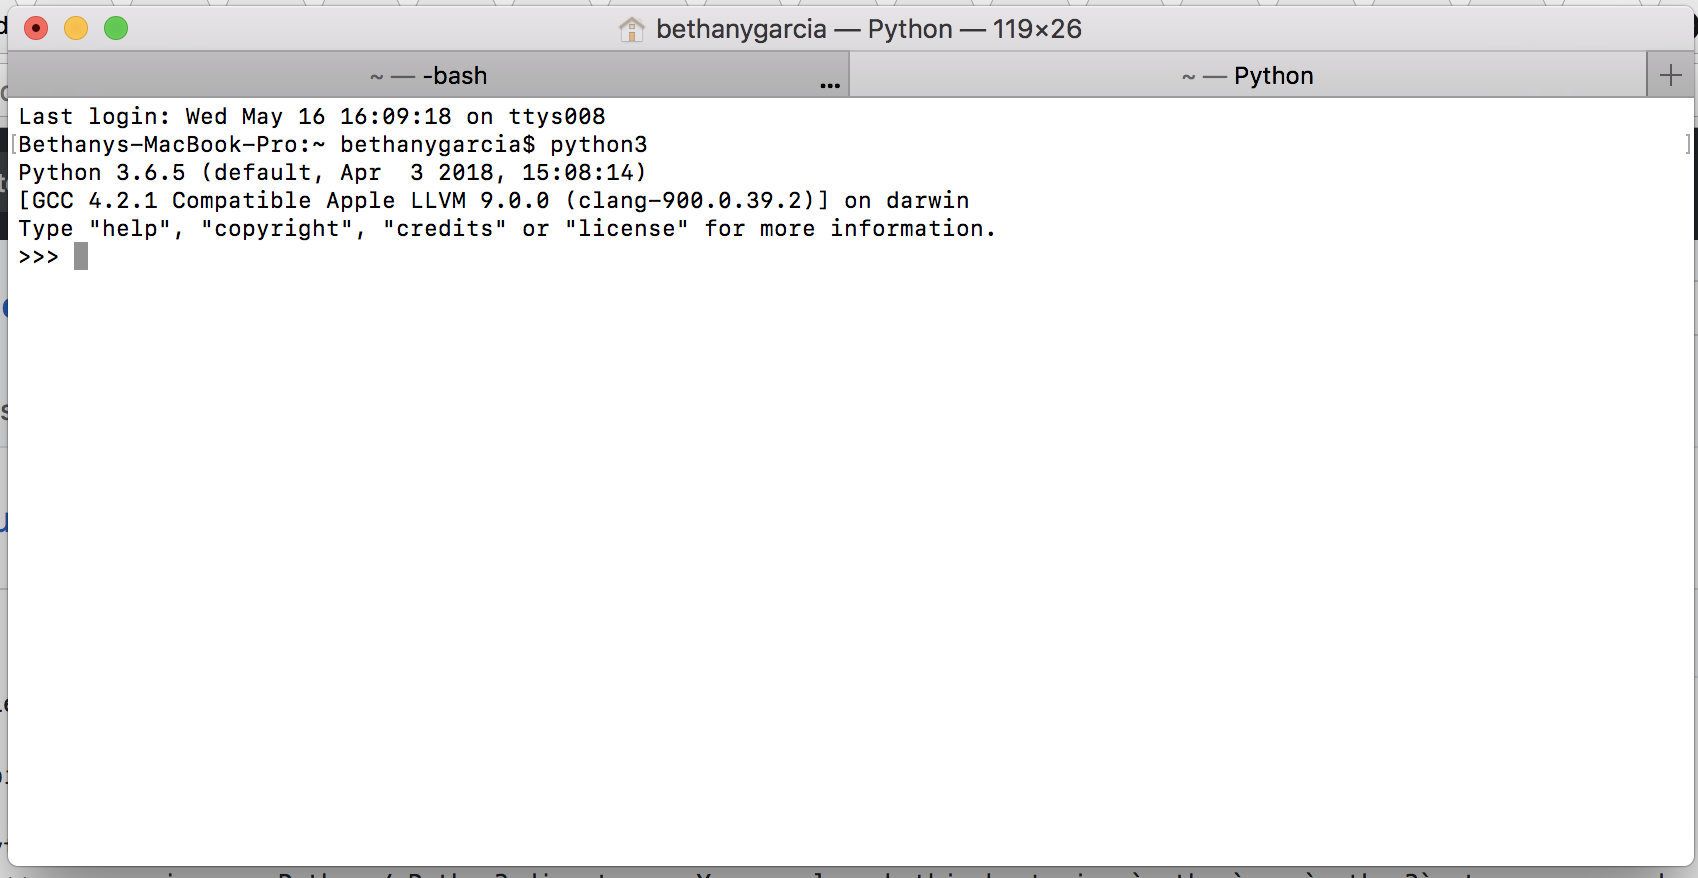 bethanygarcia — Python — 119×26
~ — -bash
...
~ — Python
+
Last login: Wed May 16 16:09:18 on ttys008
[Bethanys-MacBook-Pro:~ bethanygarcia$ python3 ]
Python 3.6.5 (default, Apr  3 2018, 15:08:14)
[GCC 4.2.1 Compatible Apple LLVM 9.0.0 (clang-900.0.39.2)] on darwin
Type "help", "copyright", "credits" or "license" for more information.
>>>